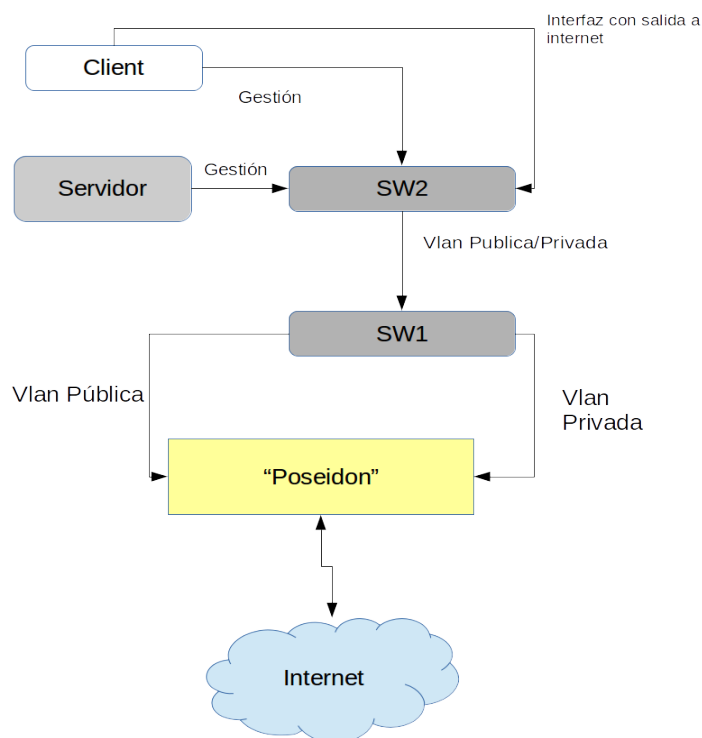 Interfaz con salida a
internet
Client
Gestión
Gestión
Servidor
SW2
Vlan Publica/Privada
SW1
Vlan Pública
Vlan
Privada
“Poseidon”
Internet